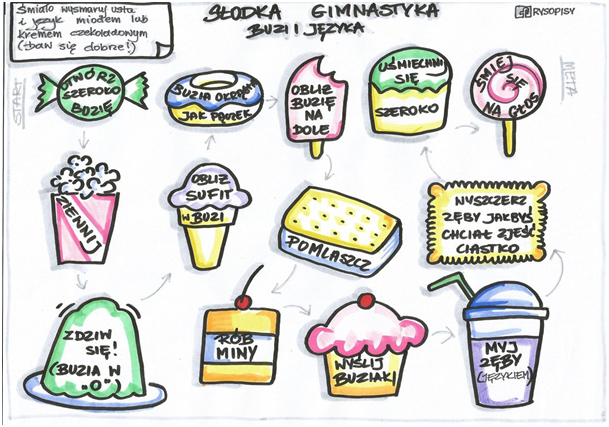 Śmiało wysmaruj usta
i język miodem lub
kremem czekoladowym
(baw się dobrze!)
SŁODKA GIMNASTYKA
BUZI I JĘZYKA
RYSOPISY
START
META
OTWÓRZ
SZEROKO
BUZIĘ
ZIEWNIJ
ZDZIW
SIĘ!
(BUZIA W
"O")
OBLIŻ
SUFIT
W BUZI
BUZIA OKRĄGŁA
JAK PĄCZEK
OBLIŻ
BUZIĘ
NA
DOLE
POMLASZCZ
RÓB
MINY
WYŚLIJ
BUZIAKI
MYJ
ZĘBY
(JĘZYKIEM)
WYSZCZERZ
ZĘBY JAKBYŚ
CHCIAŁ ZJEŚĆ
CIASTKO
UŚMIECHNIJ
SIĘ
SZEROKO
ŚMIEJ
SIĘ
NA GŁOS